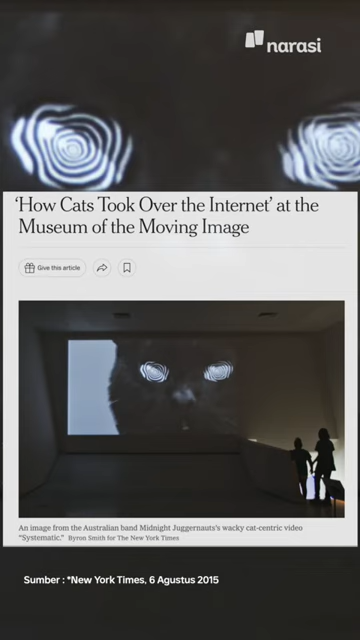 narasi
‘How Cats Took Over the Internet’ at the
Museum of the Moving Image
Give this article
An image from the Australian band Midnight Juggernauts’s wacky cat-centric video
“Systematic.” Byron Smith for The New York Times
Sumber : *New York Times, 6 Agustus 2015